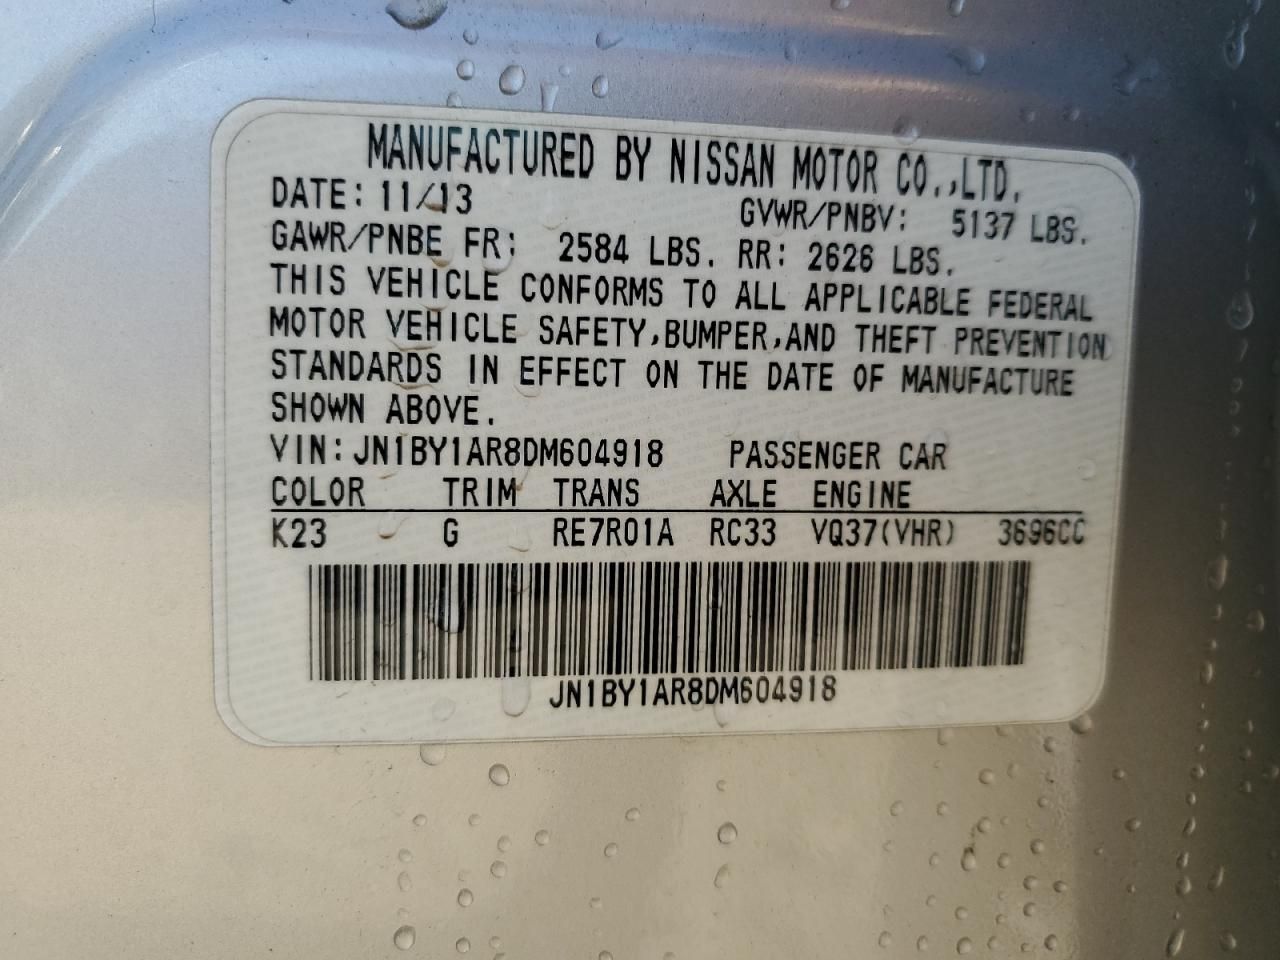 MANUFACTURED BY NISSAN MOTOR CO.,LTD.
DATE: 11/13 GVWR/PNBV: 5137 LBS.
GAWR/PNBE FR: 2584 LBS. RR: 2626 LBS.
THIS VEHICLE CONFORMS TO ALL APPLICABLE FEDERAL
MOTOR VEHICLE SAFETY,BUMPER,AND THEFT PREVENTION
STANDARDS IN EFFECT ON THE DATE OF MANUFACTURE
SHOWN ABOVE.
VIN:JN1BY1AR8DM604918 PASSENGER CAR
COLOR TRIM TRANS AXLE ENGINE
K23 G RE7R01A RC33 VQ37(VHR) 3696CC
JN1BY1AR8DM604918